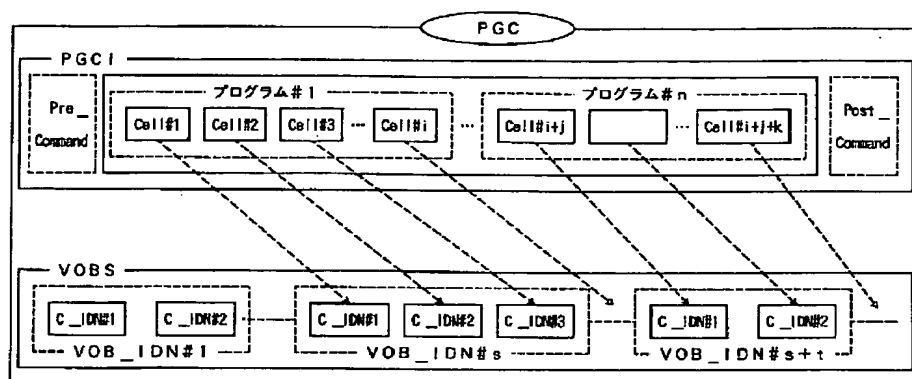 PGC
PGCI
プログラム#1
プログラム#n
Pre_
Command
Cell#1 Cell#2 Cell#3 … Cell#i … Cell#i+j … Cell#i+j+k
Post_
Command
VOBS
C_IDN#1 C_IDN#2 C_IDN#1 C_IDN#2 C_IDN#3 C_IDN#1 C_IDN#2
VOB_IDN#1 VOB_IDN#s VOB_IDN#s+t